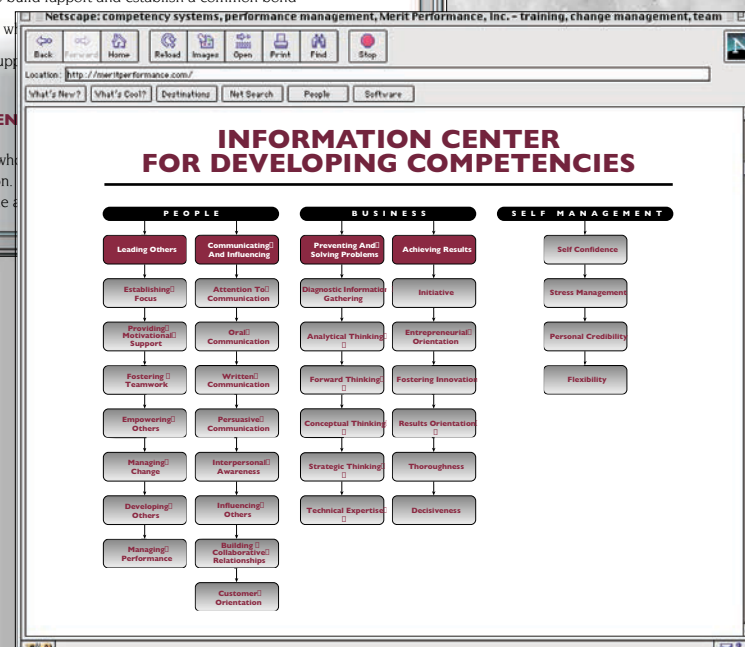 build support and establish a common bond
Netscape: competency systems, performance management, Merit Performance, Inc. - training, change management, team
Back
Forward
Home
Reload
Images
Open
Print
Find
Stop
N
Location: http://meritperformance.com/
What's New?
What's Cool?
Destinations
Net Search
People
Software
INFORMATION CENTER
FOR DEVELOPING COMPETENCIES
PEOPLE
Leading Others
Establishing
Focus
Providing
Motivational
Support
Fostering
Teamwork
Empowering
Others
Managing
Change
Developing
Others
Managing
Performance
Communicating
And Influencing
Attention To
Communication
Oral
Communication
Written
Communication
Persuasive
Communication
Interpersonal
Awareness
Influencing
Others
Building
Collaborative
Relationships
Customer
Orientation
BUSINESS
Preventing And
Solving Problems
Diagnostic Information
Gathering
Analytical Thinking
Forward Thinking
Conceptual Thinking
Strategic Thinking
Technical Expertise
Achieving Results
Initiative
Entrepreneurial
Orientation
Fostering Innovation
Results Orientation
Thoroughness
Decisiveness
SELF MANAGEMENT
Self Confidence
Stress Management
Personal Credibility
Flexibility